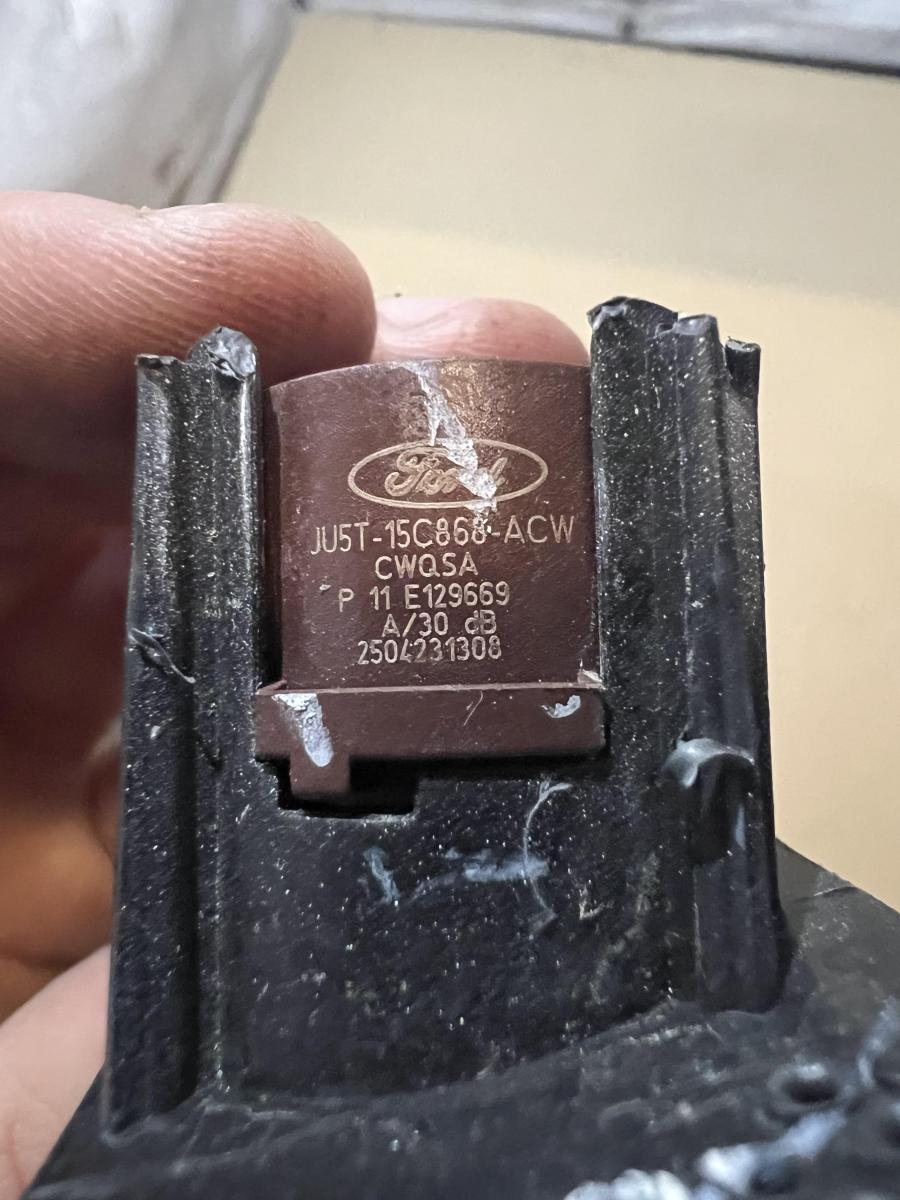 Ford
JU5T-15C868-ACW
CWQSA
P 11 E129669
A/30 dB
2504231308